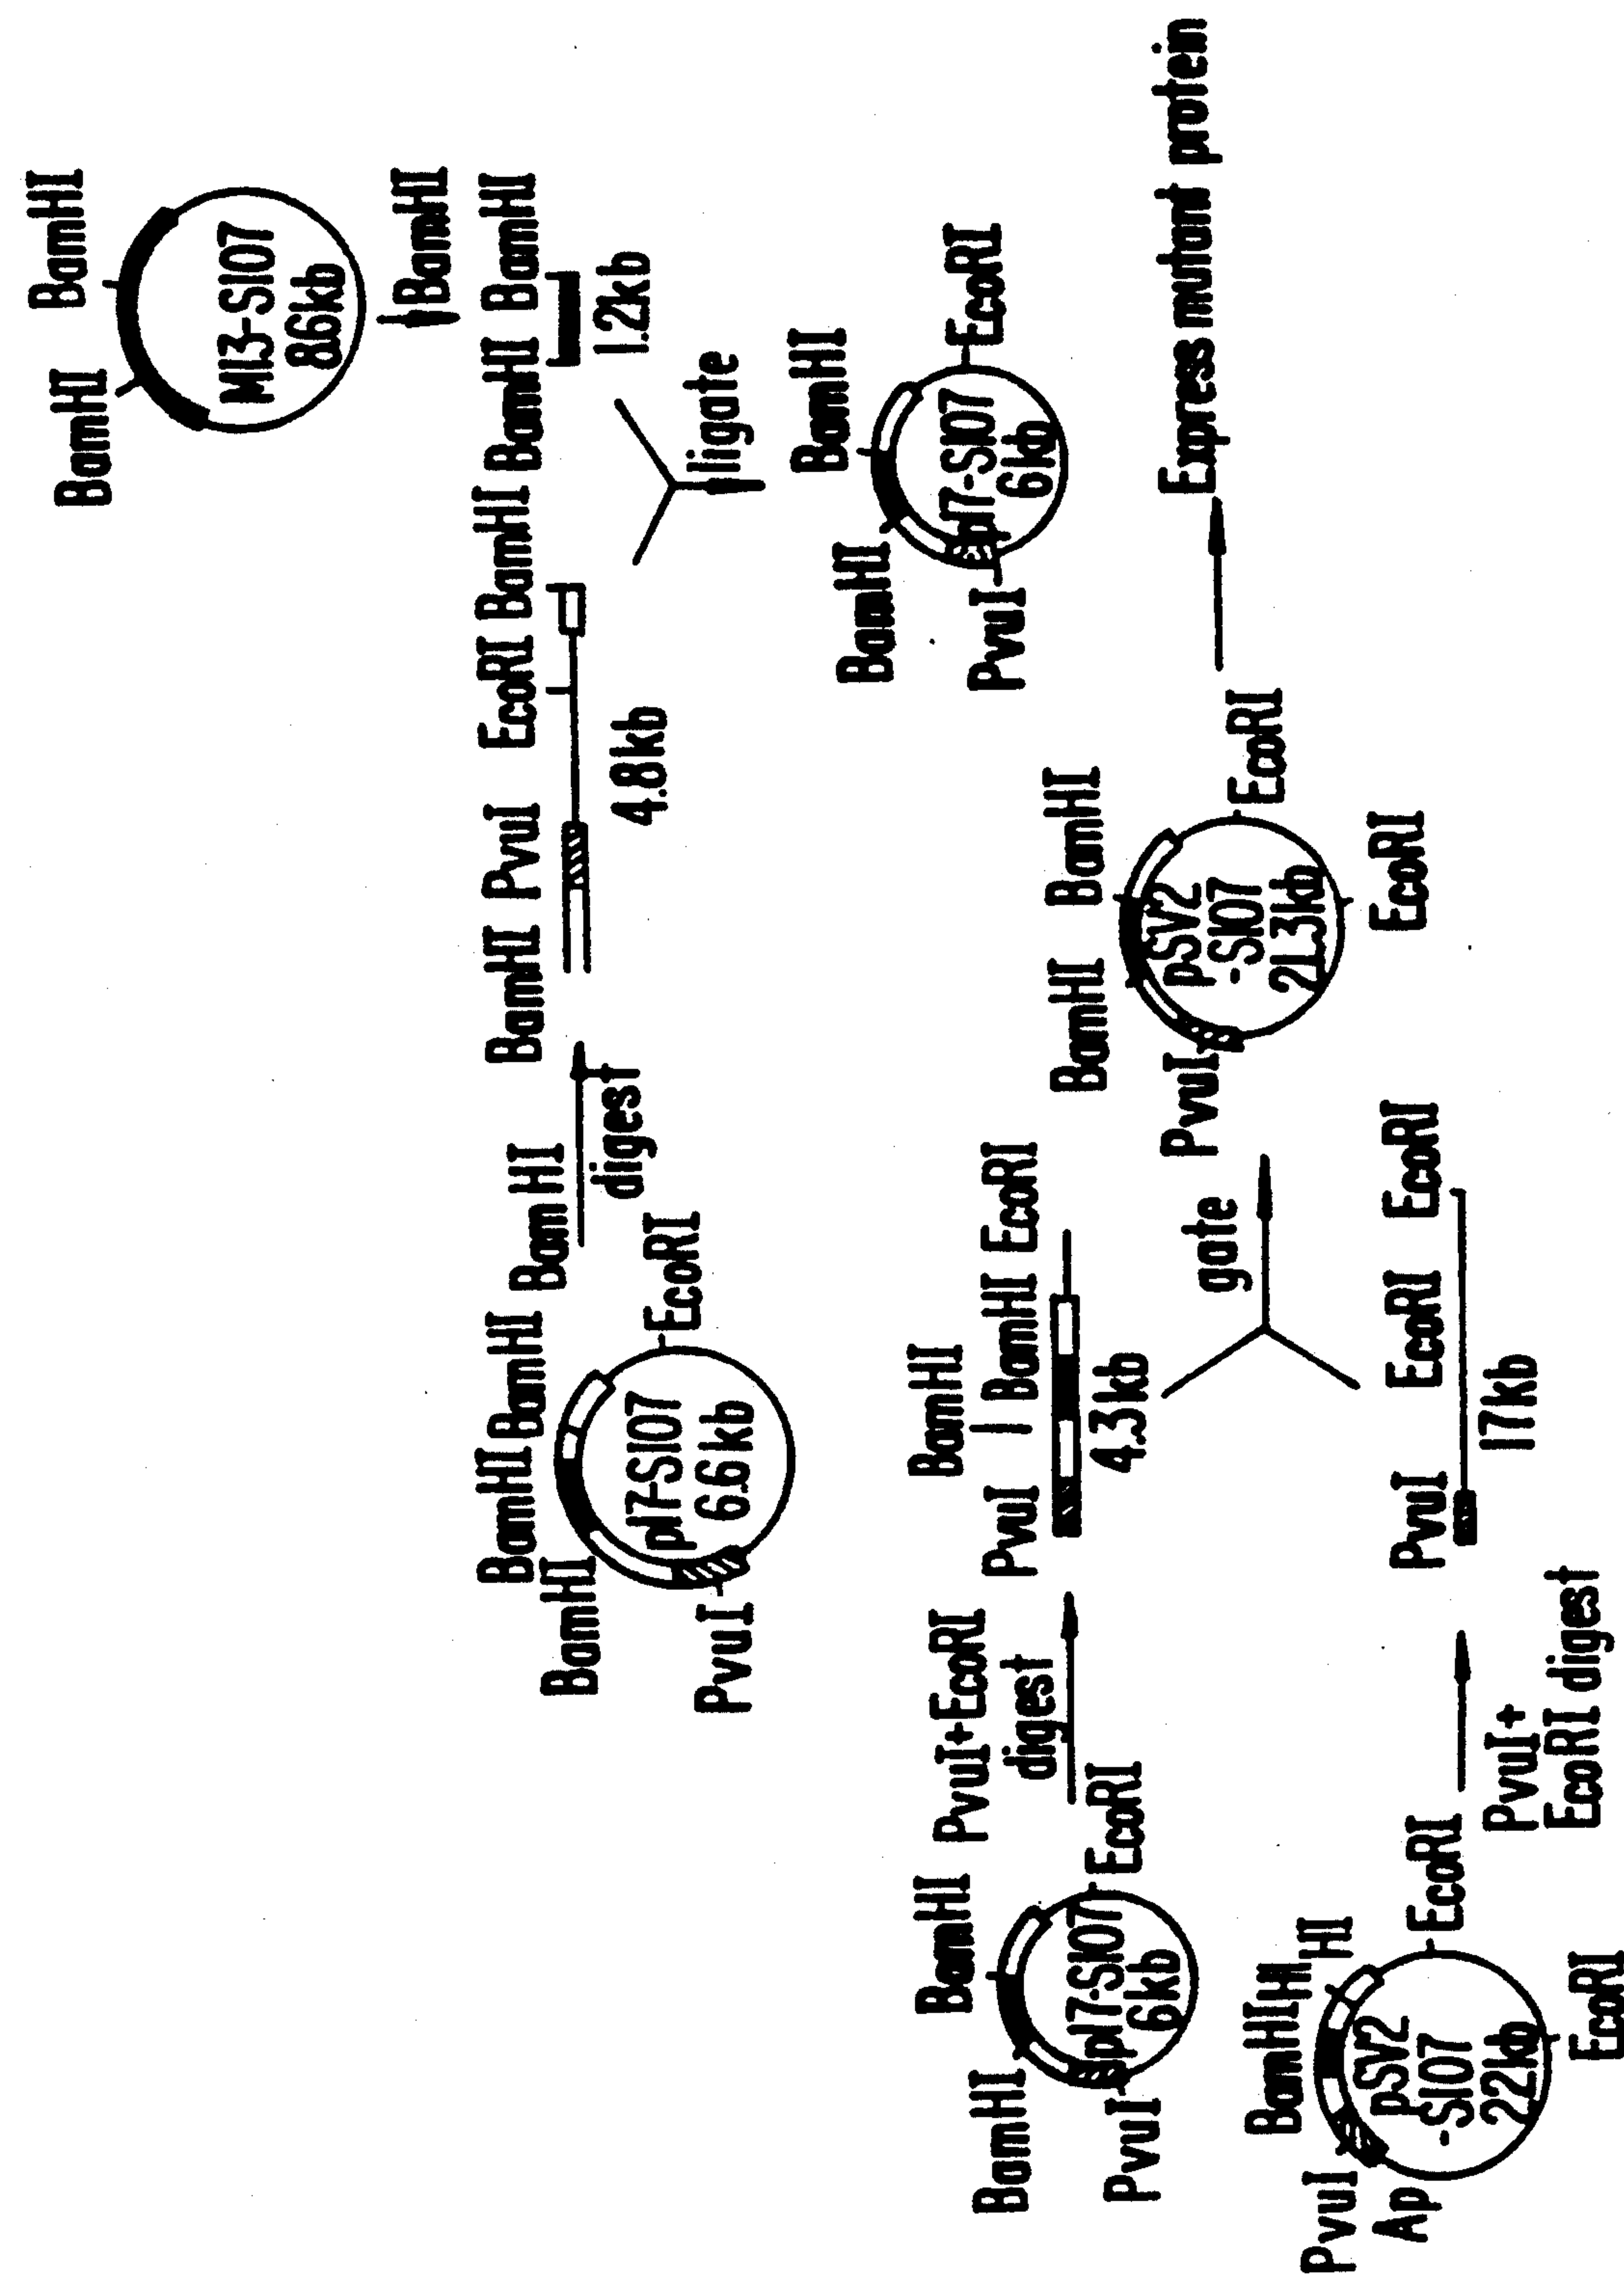 BamHI
BamHI
M13-S107
8.6kb
BamHI
BamHI
BamHI
BamHI
pI7-S107
6.6kb
PvuI
EcoRI
BamHI
digest
BamHI
PvuI
EcoRI
BamHI
4.8kb
BamHI
BamHI
BamHI
1.2kb
ligate
BamHI
BamHI
pI7-S107
6kb
PvuI
EcoRI
BamHI
BamHI
pI7-S107
6kb
PvuI
EcoRI
PvuI+EcoRI
digest
BamHI
PvuI
BamHI
EcoRI
4.3kb
gate
BamHI
BamHI
pSV2
-S107
21.3kb
PvuI
EcoRI
EcoRI
Express mutant protein
BamHI
HI
PvuI
Ap
pSV2
-S107
22kb
EcoRI
EcoRI
PvuI+
EcoRI digest
PvuI
EcoRI
EcoRI
17kb